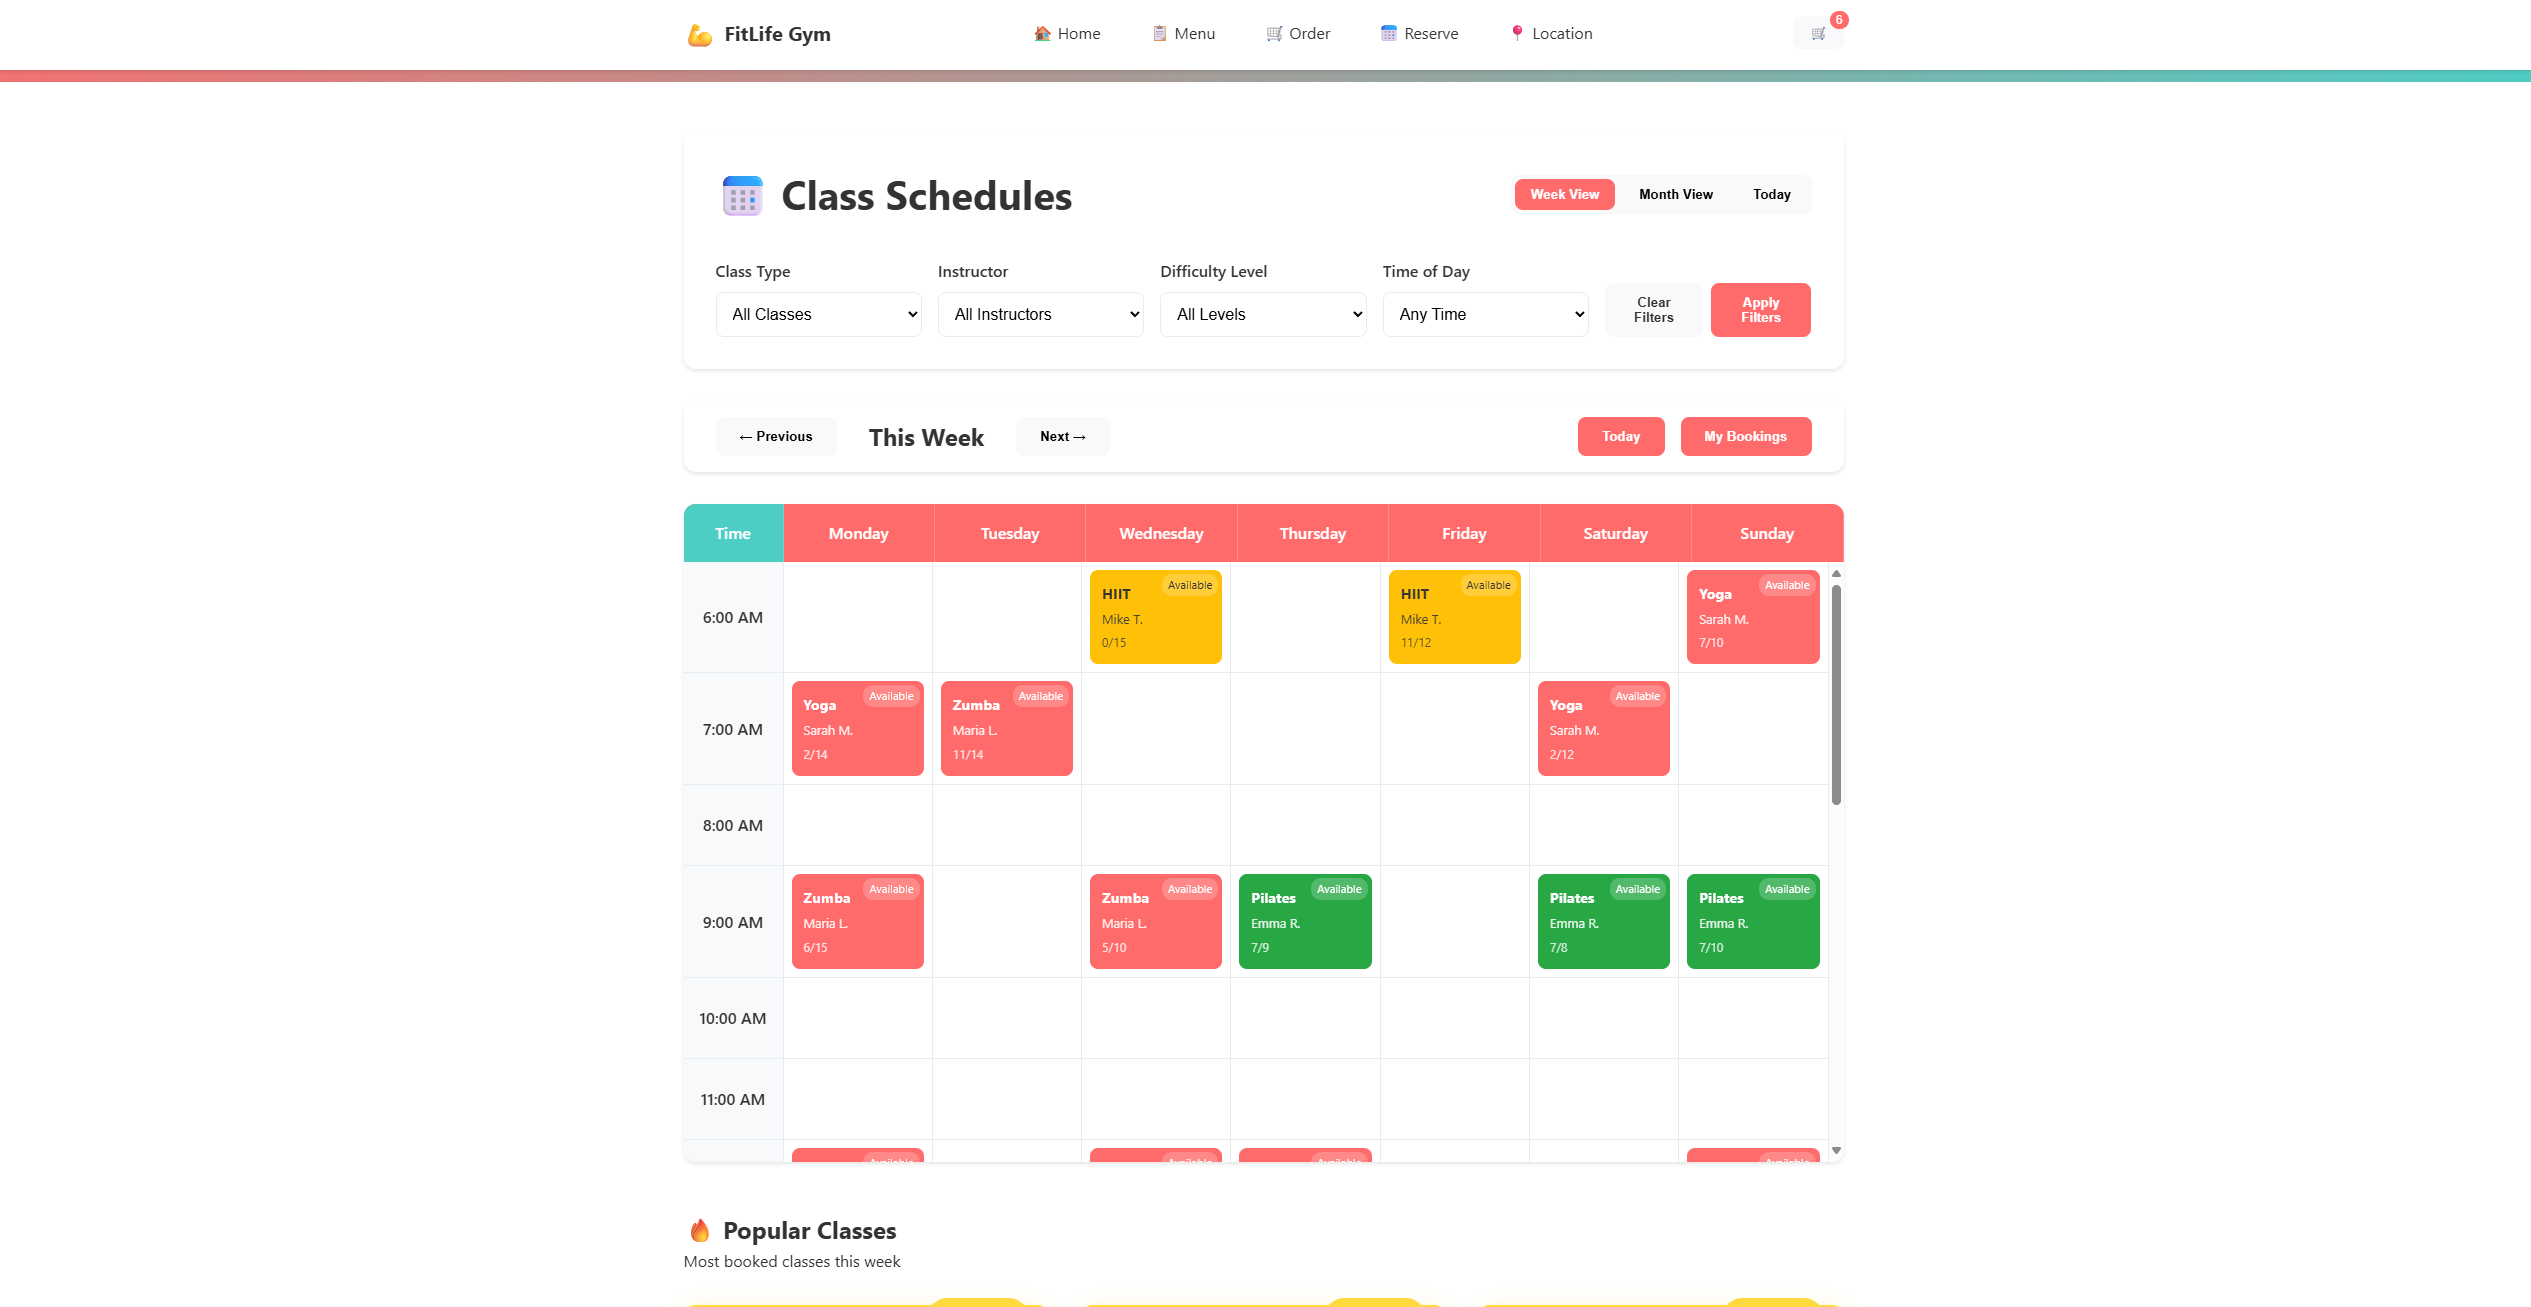 FitLife Gym
Home
Menu
Order
Reserve
Location
6
Class Schedules
Week View
Month View
Today
Class Type
Instructor
Difficulty Level
Time of Day
All Classes
All Instructors
All Levels
Any Time
Clear
Filters
Apply
Filters
← Previous
This Week
Next →
Today
My Bookings
Time
Monday
Tuesday
Wednesday
Thursday
Friday
Saturday
Sunday
6:00 AM
HIIT
Available
Mike T.
0/15
HIIT
Available
Mike T.
11/12
Yoga
Available
Sarah M.
7/10
7:00 AM
Yoga
Available
Sarah M.
2/14
Zumba
Available
Maria L.
11/14
Yoga
Available
Sarah M.
2/12
8:00 AM
9:00 AM
Zumba
Available
Maria L.
6/15
Zumba
Available
Maria L.
5/10
Pilates
Available
Emma R.
7/9
Pilates
Available
Emma R.
7/8
Pilates
Available
Emma R.
7/10
10:00 AM
11:00 AM
Popular Classes
Most booked classes this week